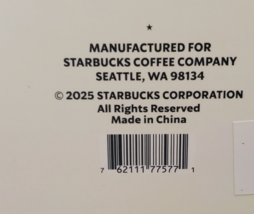 MANUFACTURED FOR
STARBUCKS COFFEE COMPANY
SEATTLE, WA 98134
© 2025 STARBUCKS CORPORATION
All Rights Reserved
Made in China
7 62111 77577 1